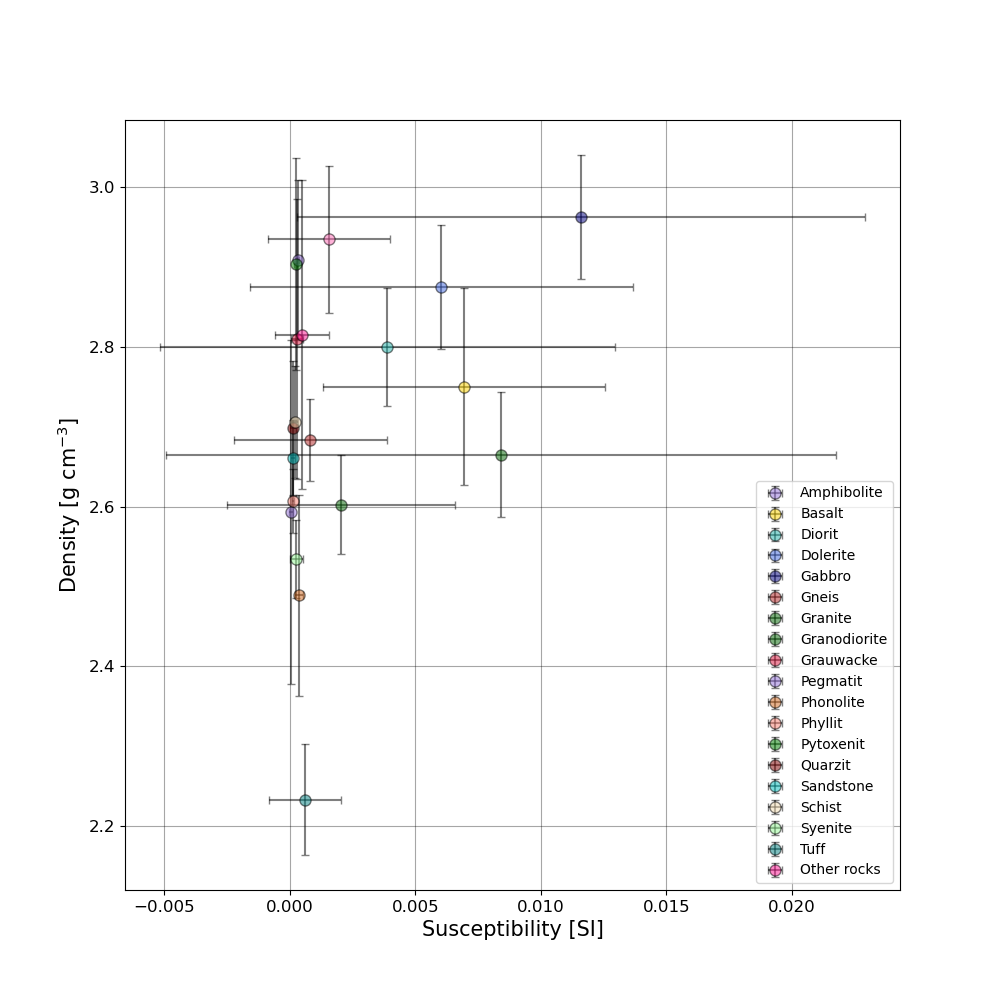 3.0
2.8
2.6
2.4
2.2
Density [g cm⁻³]
Amphibolite
Basalt
Diorit
Dolerite
Gabbro
Gneis
Granite
Granodiorite
Grauwacke
Pegmatit
Phonolite
Phyllit
Pytoxenit
Quarzit
Sandstone
Schist
Syenite
Tuff
Other rocks
−0.005 0.000 0.005 0.010 0.015 0.020
Susceptibility [SI]